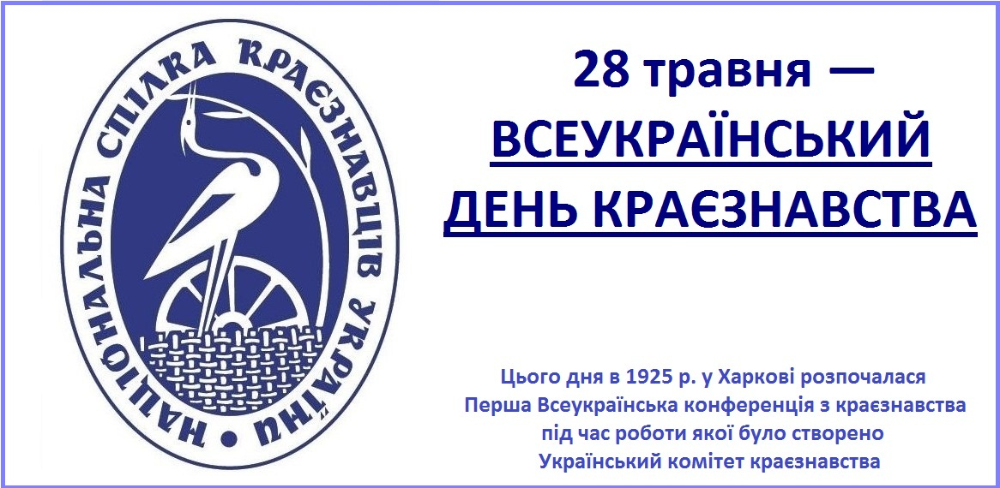 НАЦІОНАЛЬНА СПІЛКА КРАЄЗНАВЦІВ УКРАЇНИ
28 травня —
ВСЕУКРАЇНСЬКИЙ
ДЕНЬ КРАЄЗНАВСТВА
Цього дня в 1925 р. у Харкові розпочалася
Перша Всеукраїнська конференція з краєзнавства
під час роботи якої було створено
Український комітет краєзнавства